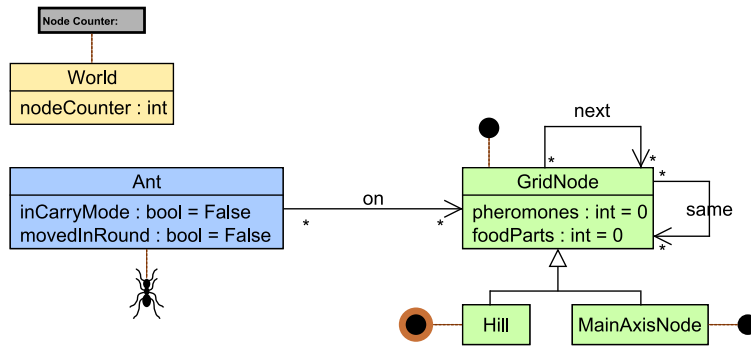 Node Counter:
World
nodeCounter : int
next
*
*
Ant
inCarryMode : bool = False
movedInRound : bool = False
on
*
*
GridNode
pheromones : int = 0
foodParts : int = 0
*
same
*
Hill
MainAxisNode